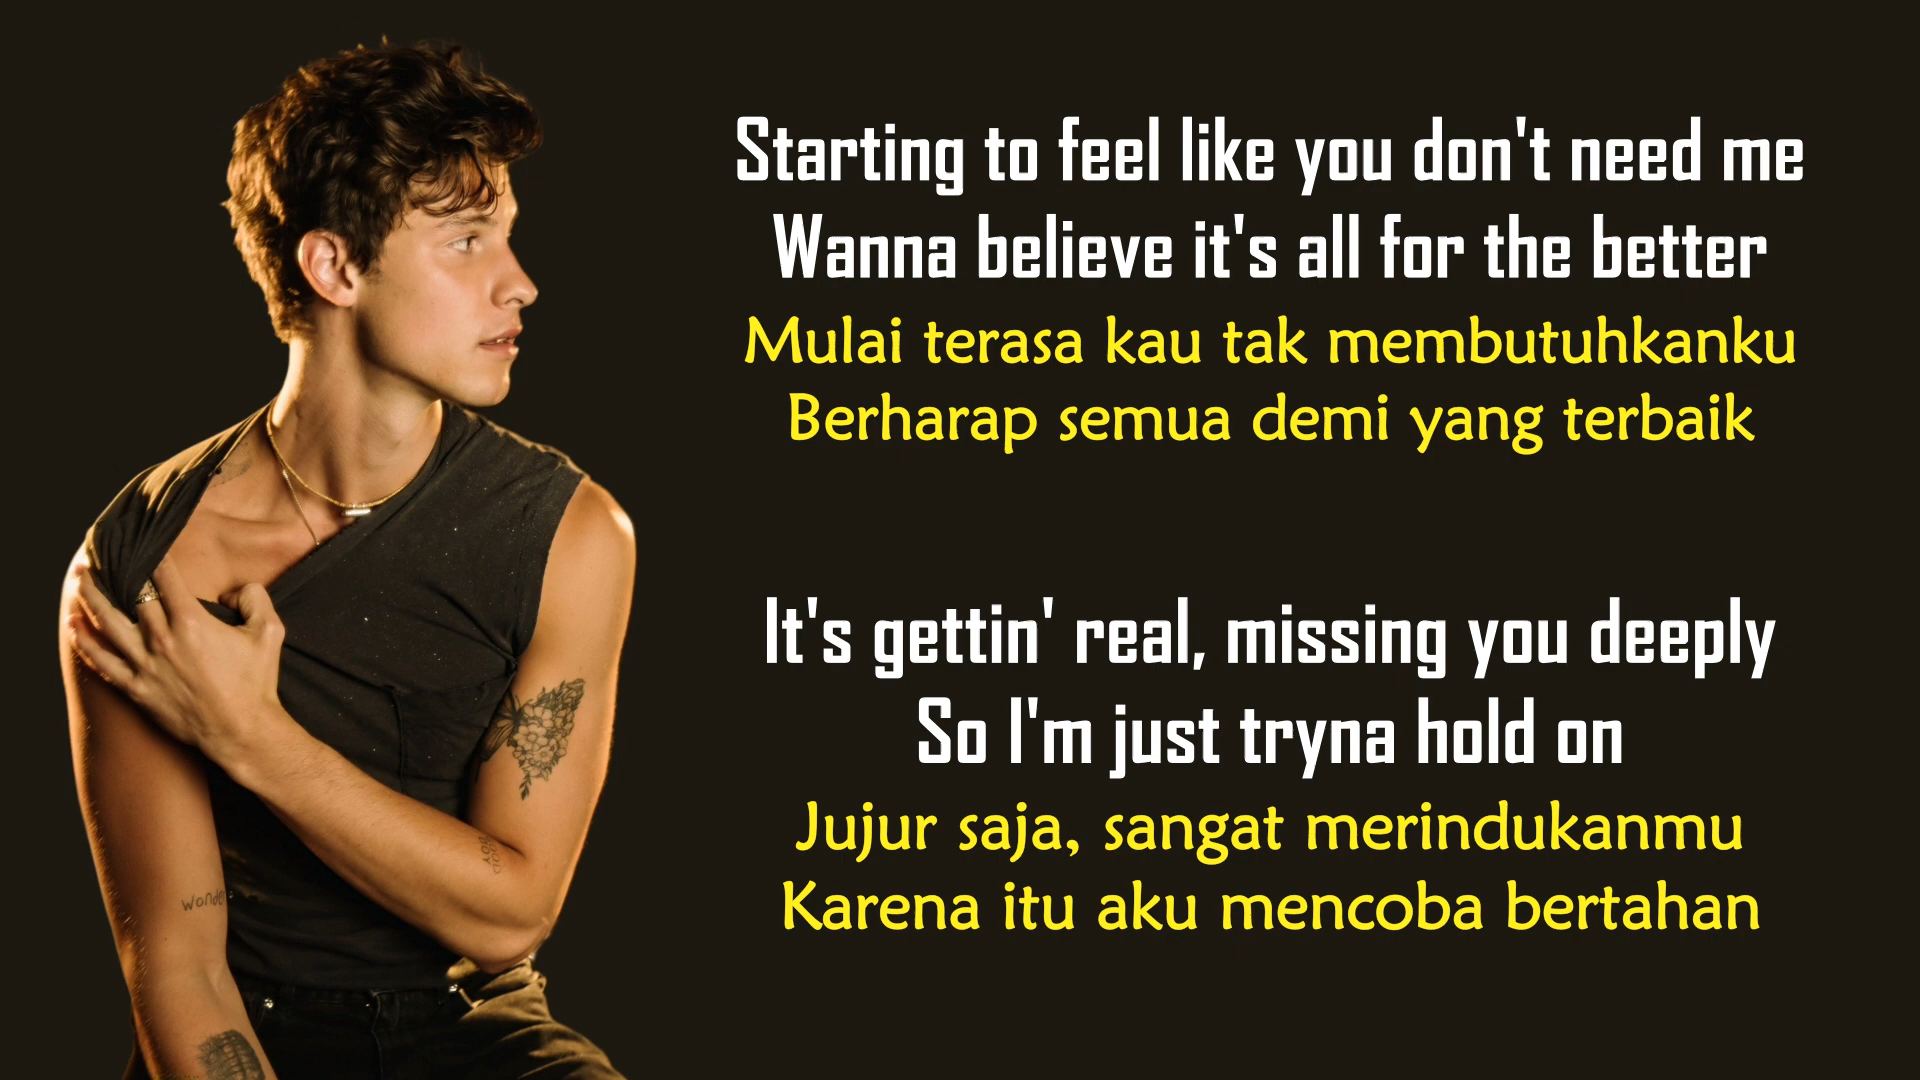 Starting to feel like you don't need me
Wanna believe it's all for the better
Mulai terasa kau tak membutuhkanku
Berharap semua demi yang terbaik
It's gettin' real, missing you deeply
So I'm just tryna hold on
Jujur saja, sangat merindukanmu
Karena itu aku mencoba bertahan